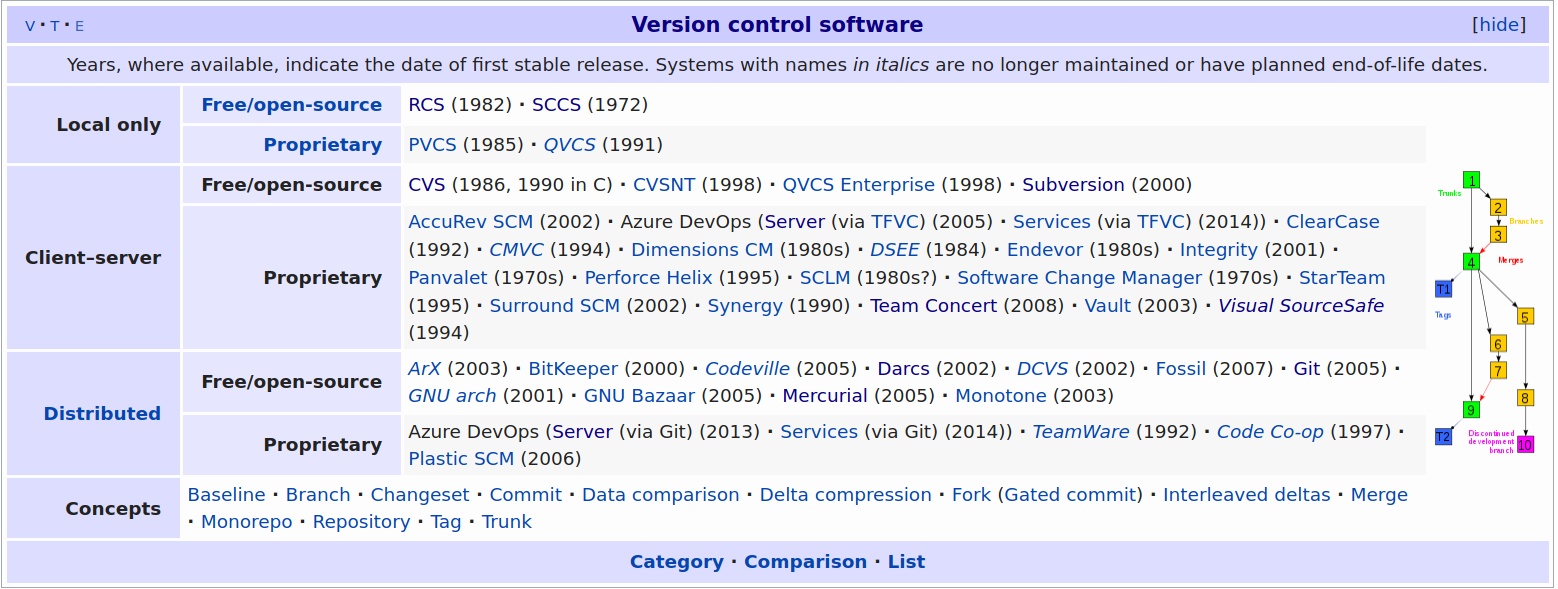 V · T · E
Version control software
[hide]
Years, where available, indicate the date of first stable release. Systems with names in italics are no longer maintained or have planned end-of-life dates.
Local only
Free/open-source
RCS (1982) · SCCS (1972)
Proprietary
PVCS (1985) · QVCS (1991)
Client–server
Free/open-source
CVS (1986, 1990 in C) · CVSNT (1998) · QVCS Enterprise (1998) · Subversion (2000)
Proprietary
AccuRev SCM (2002) · Azure DevOps (Server (via TFVC) (2005) · Services (via TFVC) (2014)) · ClearCase
(1992) · CMVC (1994) · Dimensions CM (1980s) · DSEE (1984) · Endevor (1980s) · Integrity (2001) ·
Panvalet (1970s) · Perforce Helix (1995) · SCLM (1980s?) · Software Change Manager (1970s) · StarTeam
(1995) · Surround SCM (2002) · Synergy (1990) · Team Concert (2008) · Vault (2003) · Visual SourceSafe
(1994)
Distributed
Free/open-source
ArX (2003) · BitKeeper (2000) · Codeville (2005) · Darcs (2002) · DCVS (2002) · Fossil (2007) · Git (2005) ·
GNU arch (2001) · GNU Bazaar (2005) · Mercurial (2005) · Monotone (2003)
Proprietary
Azure DevOps (Server (via Git) (2013) · Services (via Git) (2014)) · TeamWare (1992) · Code Co-op (1997) ·
Plastic SCM (2006)
Concepts
Baseline · Branch · Changeset · Commit · Data comparison · Delta compression · Fork (Gated commit) · Interleaved deltas · Merge
· Monorepo · Repository · Tag · Trunk
Category · Comparison · List
1
Trunks
2
Branches
3
Merges
4
T1
Tags
5
6
7
8
9
T2
Discontinued
development
branch
10